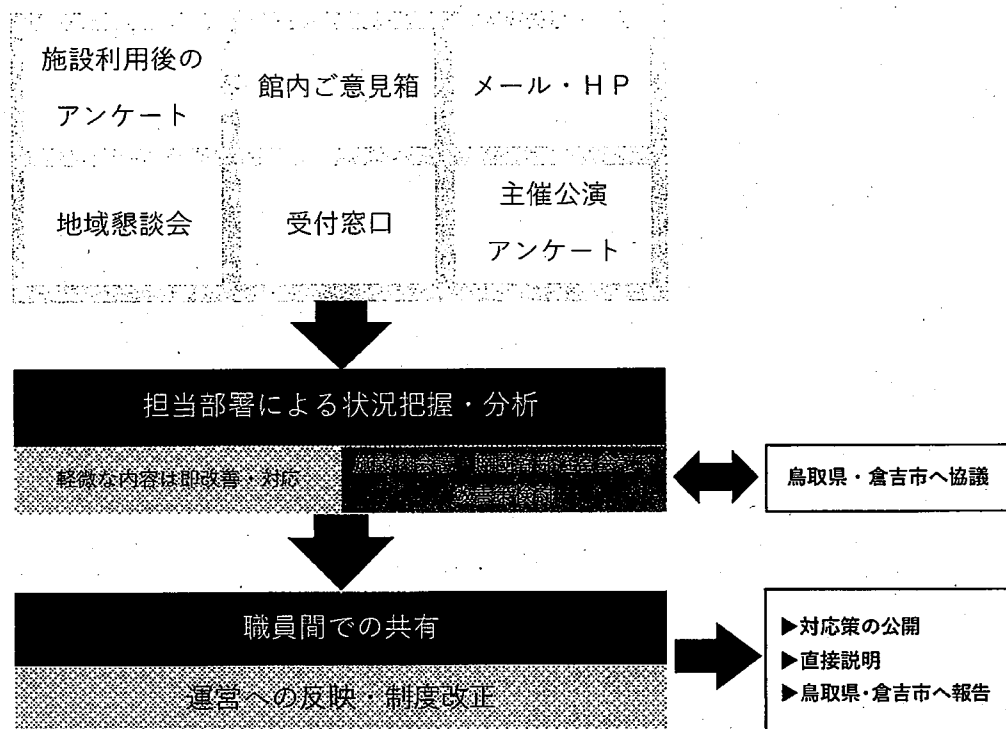 施設利用後の
アンケート
館内ご意見箱
メール・ＨＰ
地域懇談会
受付窓口
主催公演
アンケート
担当部署による状況把握・分析
軽微な内容は即改善・対応
鳥取県・倉吉市へ協議
職員間での共有
運営への反映・制度改正
▶対応策の公開
▶直接説明
▶鳥取県・倉吉市へ報告